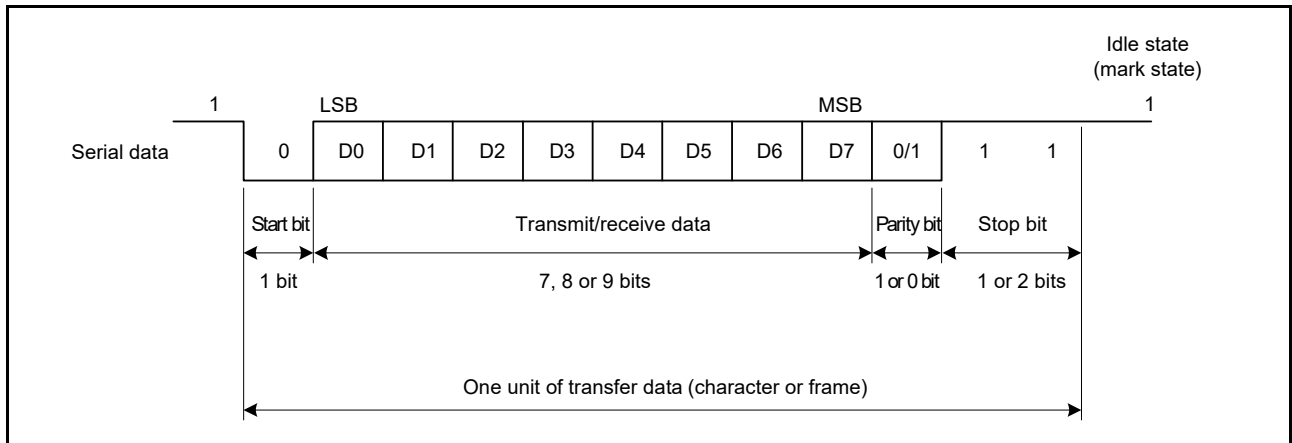 Idle state
(mark state)
1 LSB MSB 1
Serial data 0 D0 D1 D2 D3 D4 D5 D6 D7 0/1 1 1
Start bit Transmit/receive data Parity bit Stop bit
1 bit 7, 8 or 9 bits 1 or 0 bit 1 or 2 bits
One unit of transfer data (character or frame)